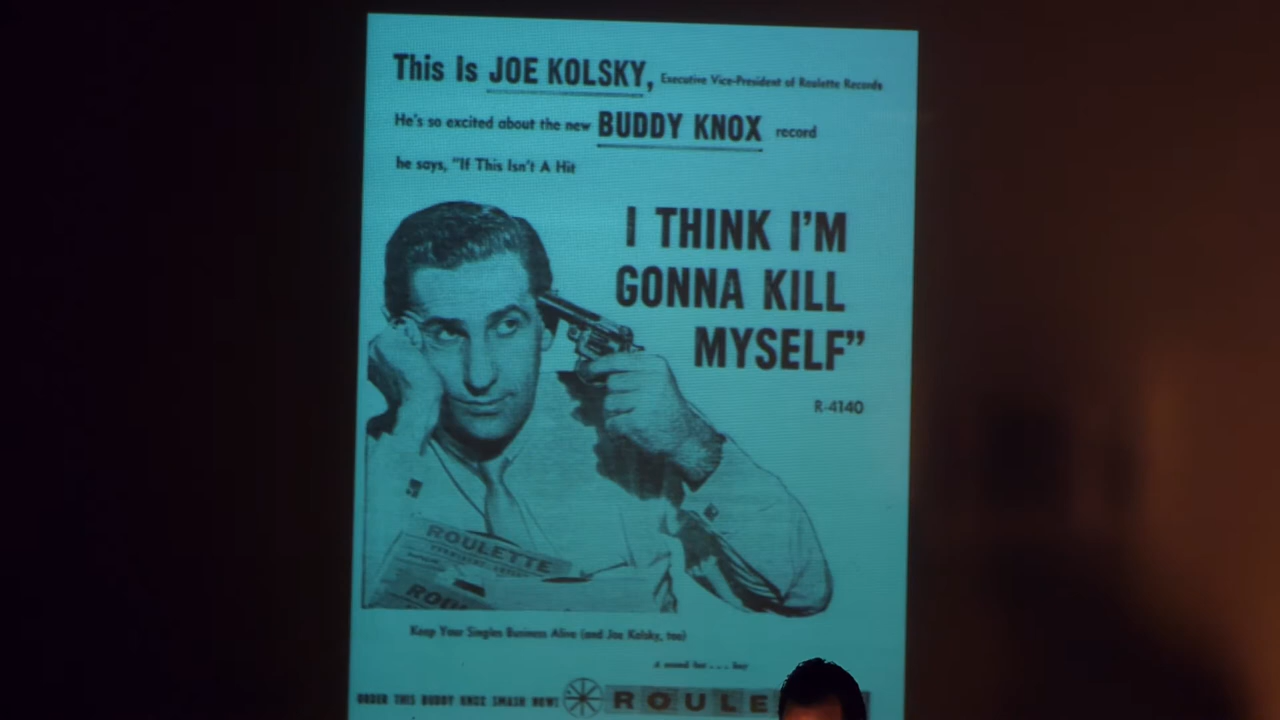 This Is JOE KOLSKY, Executive Vice-President of Roulette Records
He's so excited about the new BUDDY KNOX record
he says, "If This Isn't A Hit
I THINK I'M
GONNA KILL
MYSELF"
R-4140
ROULETTE
ROU
Keep Your Singles Business Alive (and Joe Kolsky, too)
ORDER THIS BUDDY KNOX SMASH NOW! ROULE